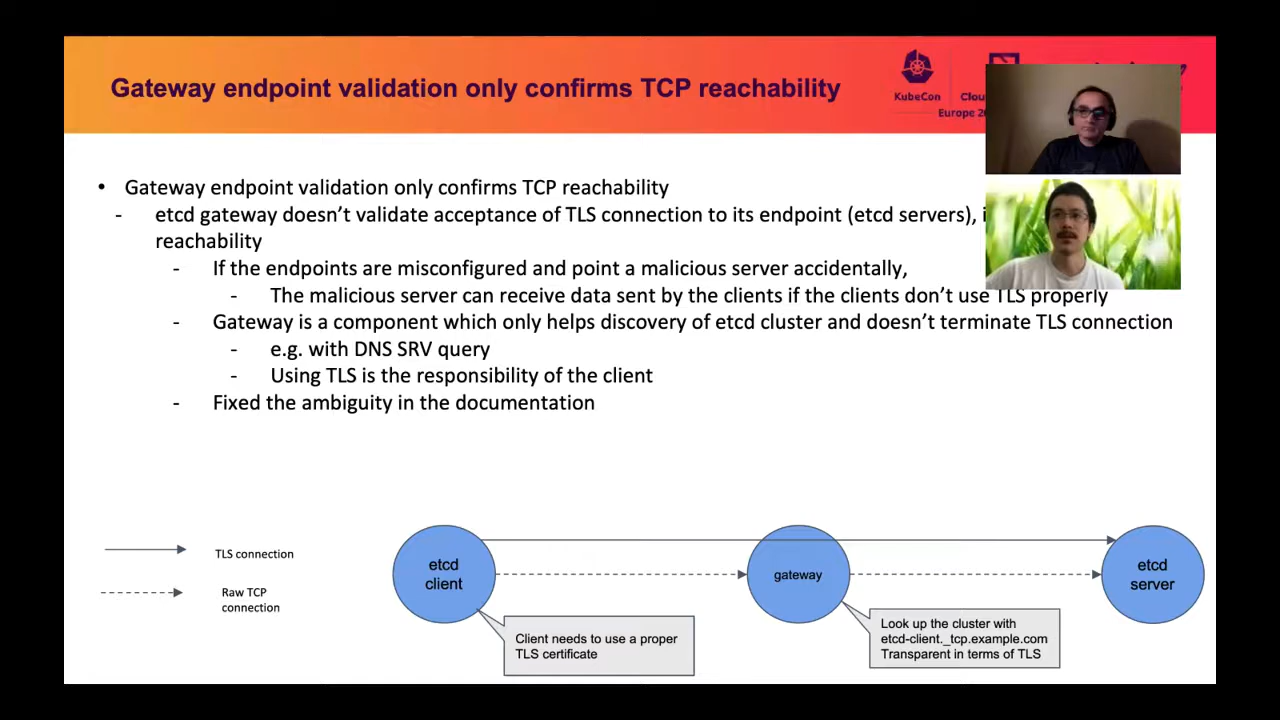 Gateway endpoint validation only confirms TCP reachability
KubeCon
Europe
• Gateway endpoint validation only confirms TCP reachability
- etcd gateway doesn’t validate acceptance of TLS connection to its endpoint (etcd servers),
reachability
- If the endpoints are misconfigured and point a malicious server accidentally,
- The malicious server can receive data sent by the clients if the clients don’t use TLS properly
- Gateway is a component which only helps discovery of etcd cluster and doesn’t terminate TLS connection
- e.g. with DNS SRV query
- Using TLS is the responsibility of the client
- Fixed the ambiguity in the documentation
TLS connection
Raw TCP
connection
etcd
client
gateway
etcd
server
Client needs to use a proper
TLS certificate
Look up the cluster with
etcd-client._tcp.example.com
Transparent in terms of TLS